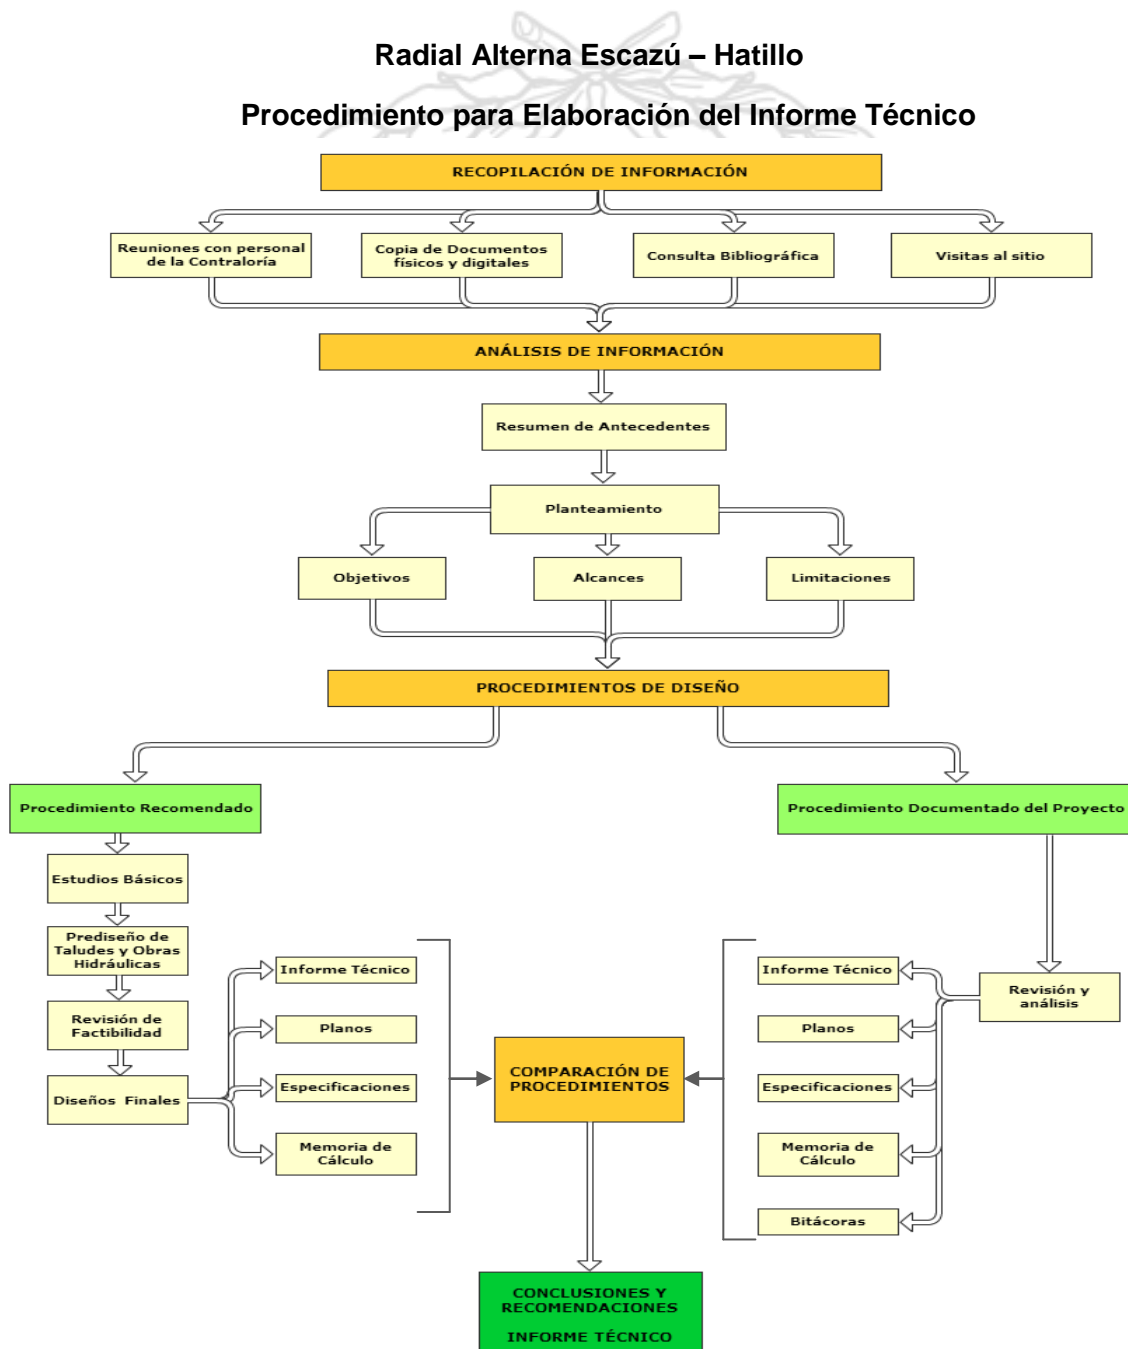 Radial Alterna Escazú – Hatillo
Procedimiento para Elaboración del Informe Técnico
RECOPILACIÓN DE INFORMACIÓN
Reuniones con personal
de la Contraloría
Copia de Documentos
físicos y digitales
Consulta Bibliográfica
Visitas al sitio
ANÁLISIS DE INFORMACIÓN
Resumen de Antecedentes
Planteamiento
Objetivos
Alcances
Limitaciones
PROCEDIMIENTOS DE DISEÑO
Procedimiento Recomendado
Procedimiento Documentado del Proyecto
Estudios Básicos
Prediseño de
Taludes y Obras
Hidráulicas
Revisión de
Factibilidad
Diseños Finales
Informe Técnico
Planos
Especificaciones
Memoria de
Cálculo
COMPARACIÓN DE
PROCEDIMIENTOS
Informe Técnico
Planos
Especificaciones
Memoria de
Cálculo
Bitácoras
Revisión y
análisis
CONCLUSIONES Y
RECOMENDACIONES
INFORME TÉCNICO